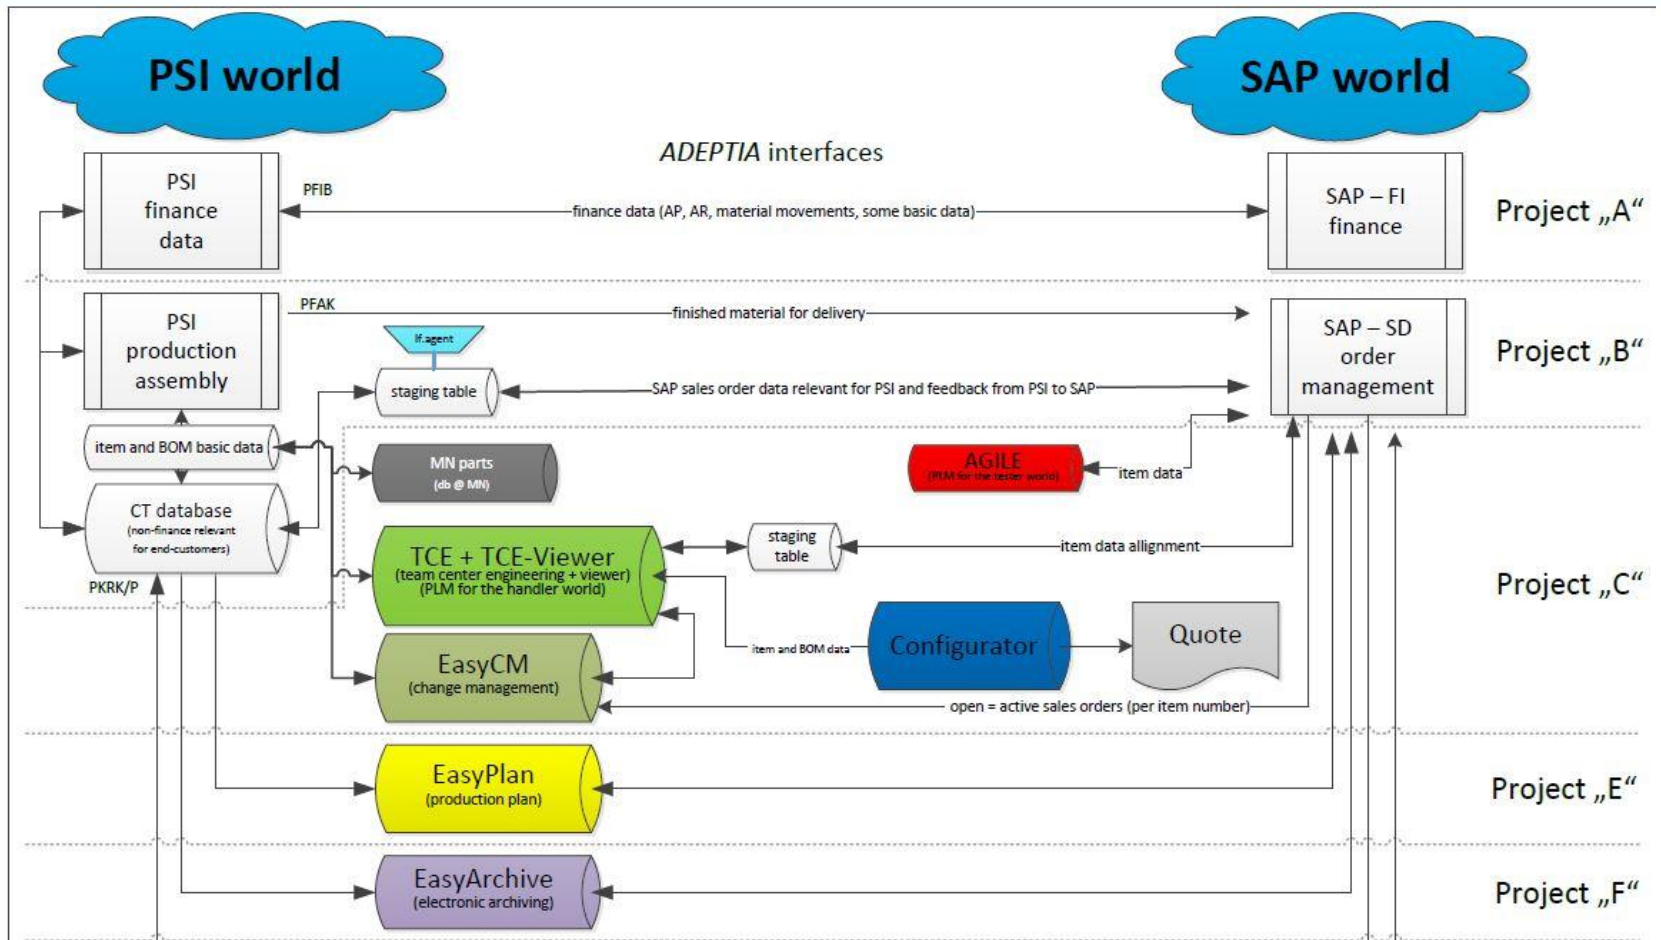 PSI world
SAP world
ADEPTIA interfaces
PSI
finance
data
PFIB
finance data (AP, AR, material movements, some basic data)
SAP – FI
finance
Project „A“
PSI
production
assembly
PFAK
finished material for delivery
lf.agent
staging table
SAP sales order data relevant for PSI and feedback from PSI to SAP
SAP – SD
order
management
Project „B“
item and BOM basic data
MN parts
(db @ MN)
AGILE
(PLM for the tester world)
item data
CT database
(non-finance relevant
for end-customers)
PKRK/P
TCE + TCE-Viewer
(team center engineering + viewer)
(PLM for the handler world)
staging
table
item data allignment
Project „C“
EasyCM
(change management)
item and BOM data
Configurator
Quote
open = active sales orders (per item number)
EasyPlan
(production plan)
Project „E“
EasyArchive
(electronic archiving)
Project „F“